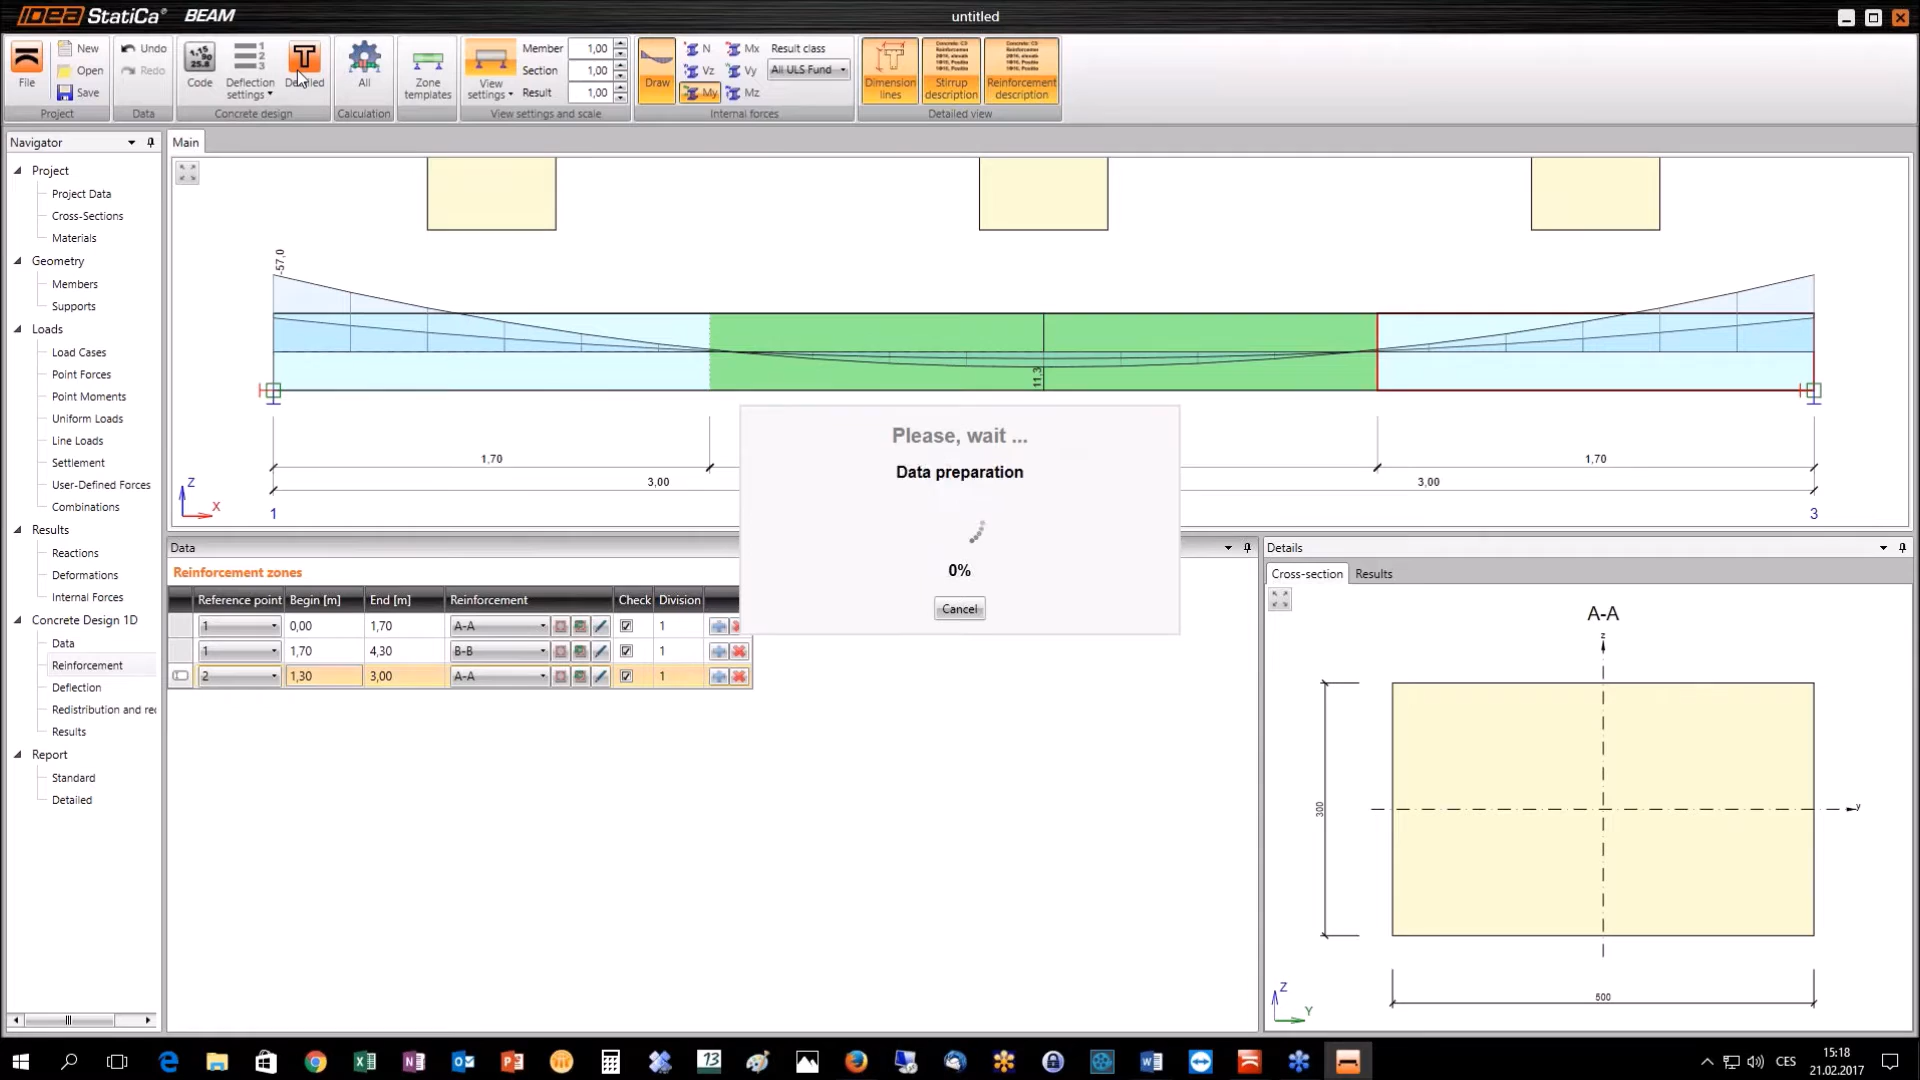 IDEA StatiCa® BEAM
untitled
File
New
Open
Save
Project
Undo
Redo
Data
Code
Deflection settings
Detailed
Concrete design
All
Calculation
Zone templates
View settings
Member 1,00
Section 1,00
Result 1,00
View settings and scale
Draw
N Mx Result class
Vz Vy All ULS Fund
My Mz
Internal forces
Dimension lines
Stirrup description
Reinforcement description
Detailed view
Navigator
Project
Project Data
Cross-Sections
Materials
Geometry
Members
Supports
Loads
Load Cases
Point Forces
Point Moments
Uniform Loads
Line Loads
Settlement
User-Defined Forces
Combinations
Results
Reactions
Deformations
Internal Forces
Concrete Design 1D
Data
Reinforcement
Deflection
Redistribution and rec
Results
Report
Standard
Detailed
Main
-57,0
11,3
1,70
1,70
3,00
3,00
Z
X
1
3
Please, wait ...
Data preparation
0%
Cancel
Data
Reinforcement zones
Reference point Begin [m] End [m] Reinforcement Check Division
1 0,00 1,70 A-A 1
1 1,70 4,30 B-B 1
2 1,30 3,00 A-A 1
Details
Cross-section Results
A-A
z
y
300
500
Z
Y
13
CES
15:18
21.02.2017